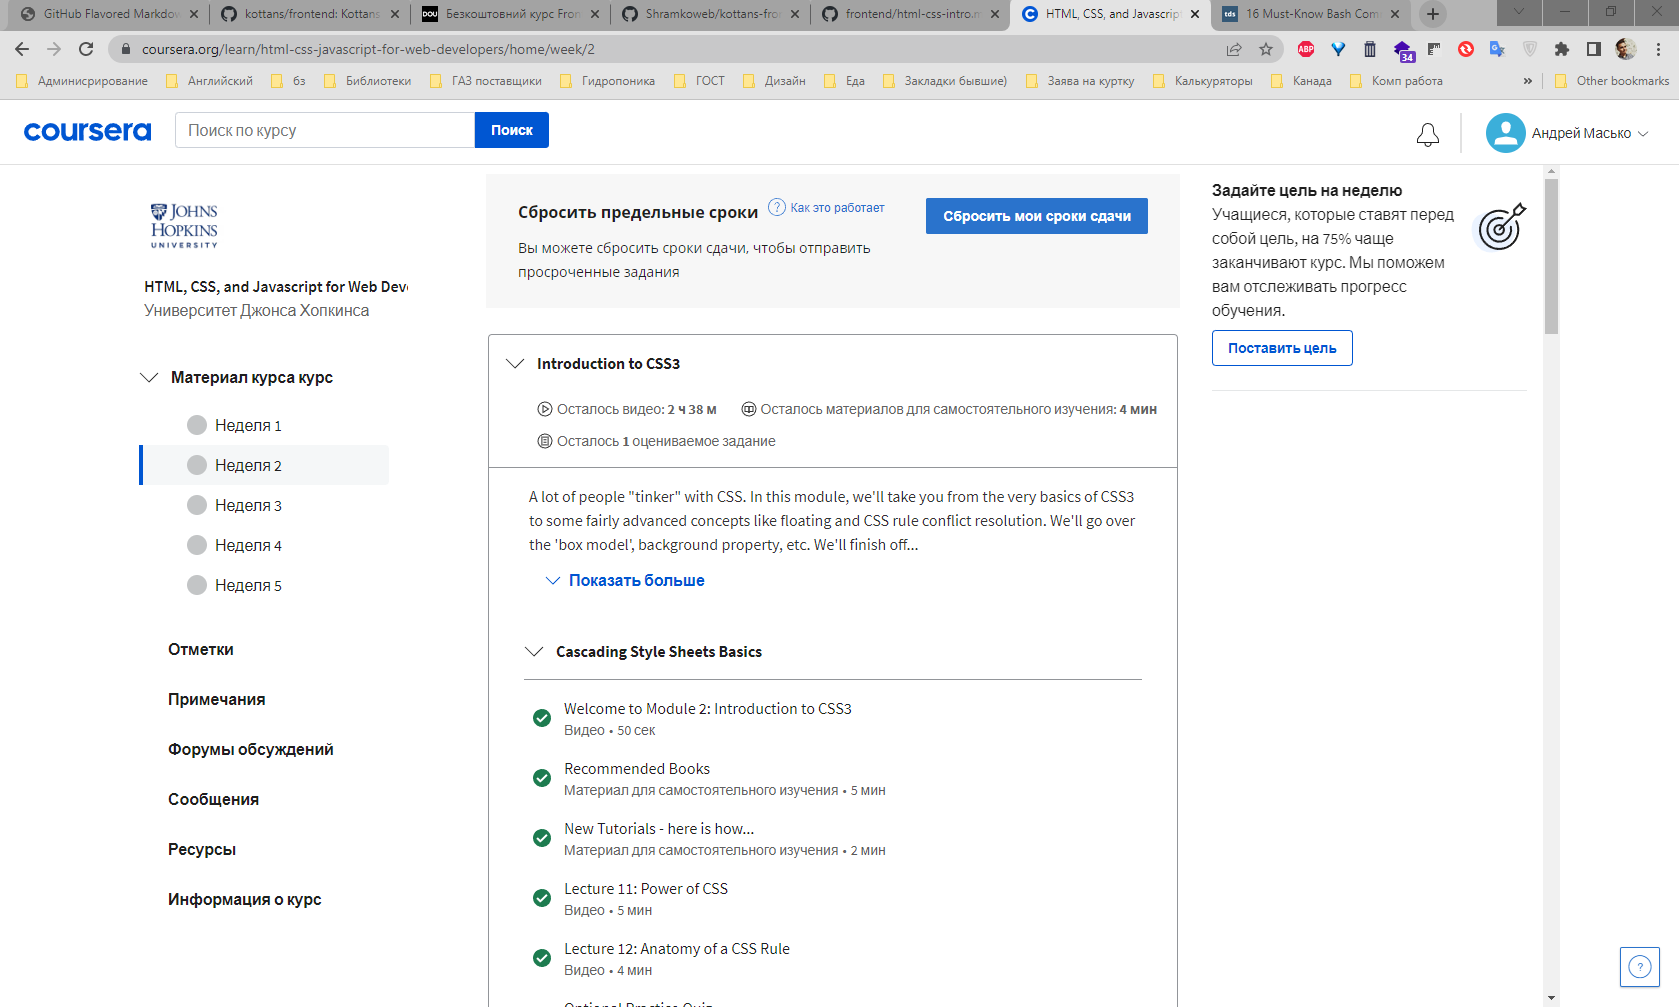 GitHub Flavored Markdow
kottans/frontend: Kottans
DOU
Безкоштовний курс Fron
Shramkoweb/kottans-fro
frontend/html-css-intro.m
HTML, CSS, and Javascrip
tds
16 Must-Know Bash Com
coursera.org/learn/html-css-javascript-for-web-developers/home/week/2
ABP
34
Админисрирование
Английский
бз
Библиотеки
ГАЗ поставщики
Гидропоника
ГОСТ
Дизайн
Еда
Закладки бывшие)
Заява на куртку
Калькуряторы
Канада
Комп работа
»
Other bookmarks
coursera
Поиск по курсу
Поиск
Андрей Масько
JOHNS
HOPKINS
UNIVERSITY
HTML, CSS, and Javascript for Web Dev
Университет Джонса Хопкинса
Материал курса курс
Неделя 1
Неделя 2
Неделя 3
Неделя 4
Неделя 5
Отметки
Примечания
Форумы обсуждений
Сообщения
Ресурсы
Информация о курс
Сбросить предельные сроки
? Как это работает
Вы можете сбросить сроки сдачи, чтобы отправить
просроченные задания
Сбросить мои сроки сдачи
Introduction to CSS3
Осталось видео: 2 ч 38 м
Осталось материалов для самостоятельного изучения: 4 мин
Осталось 1 оцениваемое задание
A lot of people "tinker" with CSS. In this module, we'll take you from the very basics of CSS3
to some fairly advanced concepts like floating and CSS rule conflict resolution. We'll go over
the 'box model', background property, etc. We'll finish off...
Показать больше
Cascading Style Sheets Basics
Welcome to Module 2: Introduction to CSS3
Видео • 50 сек
Recommended Books
Материал для самостоятельного изучения • 5 мин
New Tutorials - here is how...
Материал для самостоятельного изучения • 2 мин
Lecture 11: Power of CSS
Видео • 5 мин
Lecture 12: Anatomy of a CSS Rule
Видео • 4 мин
Optional Practice Quiz
Задайте цель на неделю
Учащиеся, которые ставят перед
собой цель, на 75% чаще
заканчивают курс. Мы поможем
вам отслеживать прогресс
обучения.
Поставить цель
?